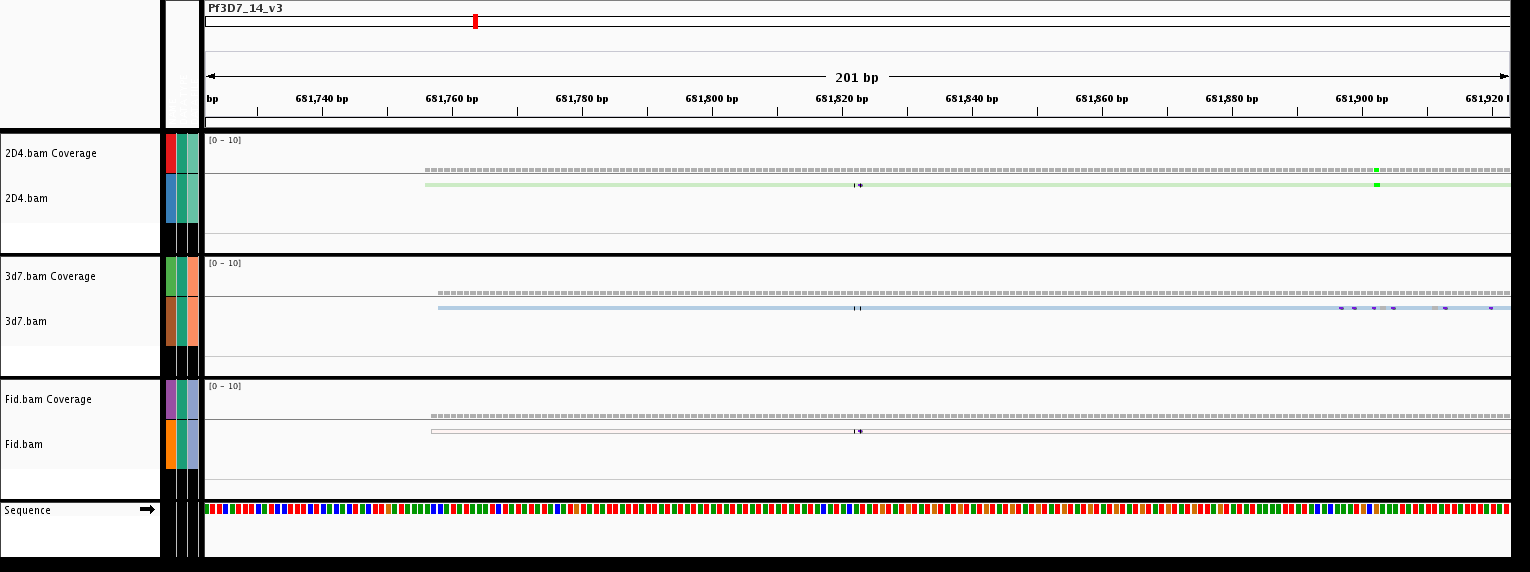 Pf3D7_14_v3
201 bp
bp 681,740 bp 681,760 bp 681,780 bp 681,800 bp 681,820 bp 681,840 bp 681,860 bp 681,880 bp 681,900 bp 681,920 
[0 - 10]
2D4.bam Coverage
2D4.bam
[0 - 10]
3d7.bam Coverage
3d7.bam
[0 - 10]
Fid.bam Coverage
Fid.bam
Sequence